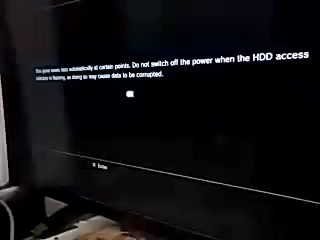 This game saves data automatically at certain points. Do not switch off the power when the HDD access
indicator is flashing, as doing so may cause data to be corrupted.
OK
X Enter